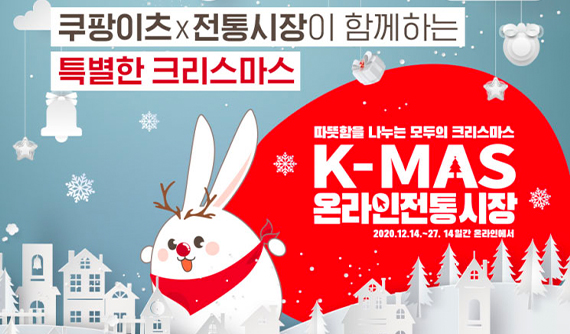 쿠팡이츠x전통시장이 함께하는
특별한 크리스마스
따뜻함을 나누는 모두의 크리스마스
K-MAS
온라인전통시장
2020.12.14.~27. 14일간 온라인에서